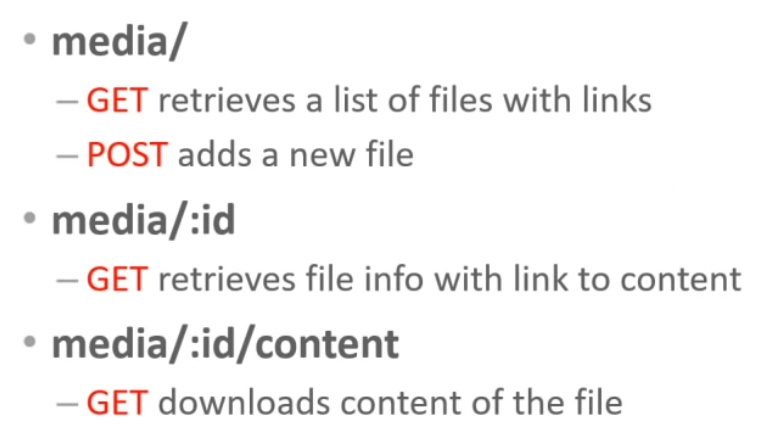 • media/
– GET retrieves a list of files with links
– POST adds a new file
• media/:id
– GET retrieves file info with link to content
• media/:id/content
– GET downloads content of the file